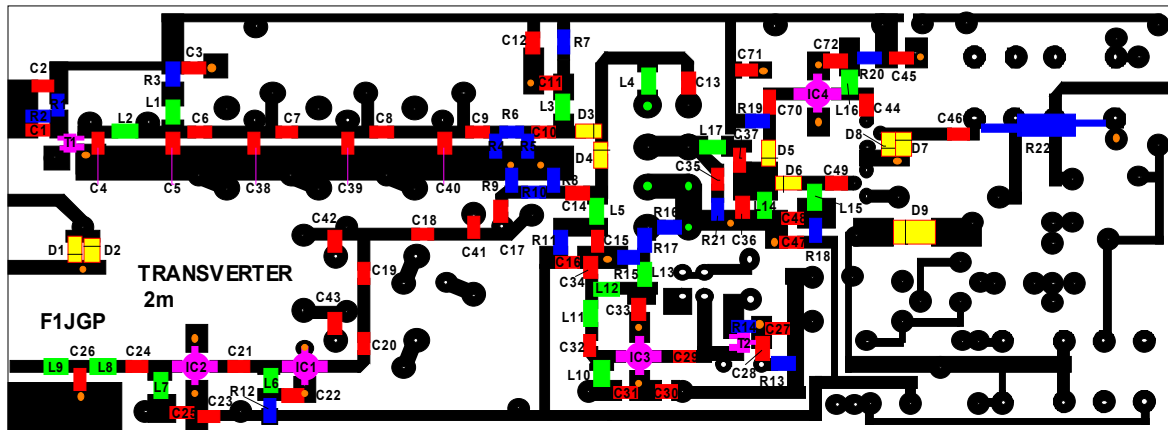 C12
R7
C72
C3
C2
R3
C71
R20
C45
L4
C13
C11
IC4
R1
L1
L3
R19
C70
L16
C44
R2
C1
L2
C6
C7
C8
C9
R6
C10
D3
C46
T1
R4
R5
D4
L17
C37
D5
D8
D7
R22
C4
C5
C38
C39
C40
R9
R10
R8
C14
C35
D6
C49
L5
L14
L15
C42
C18
C41
C17
R11
R16
R21
C36
C48
C47
R18
D9
D1
D2
C15
R17
C16
R15
TRANSVERTER
2m
C19
C34
L12
L13
C43
F1JGP
L11
C33
R14
C27
C20
C32
T2
L9
C26
L8
C24
IC2
C21
IC1
IC3
C29
C28
R13
L7
L6
L10
R12
C22
C31
C30
C25
C23